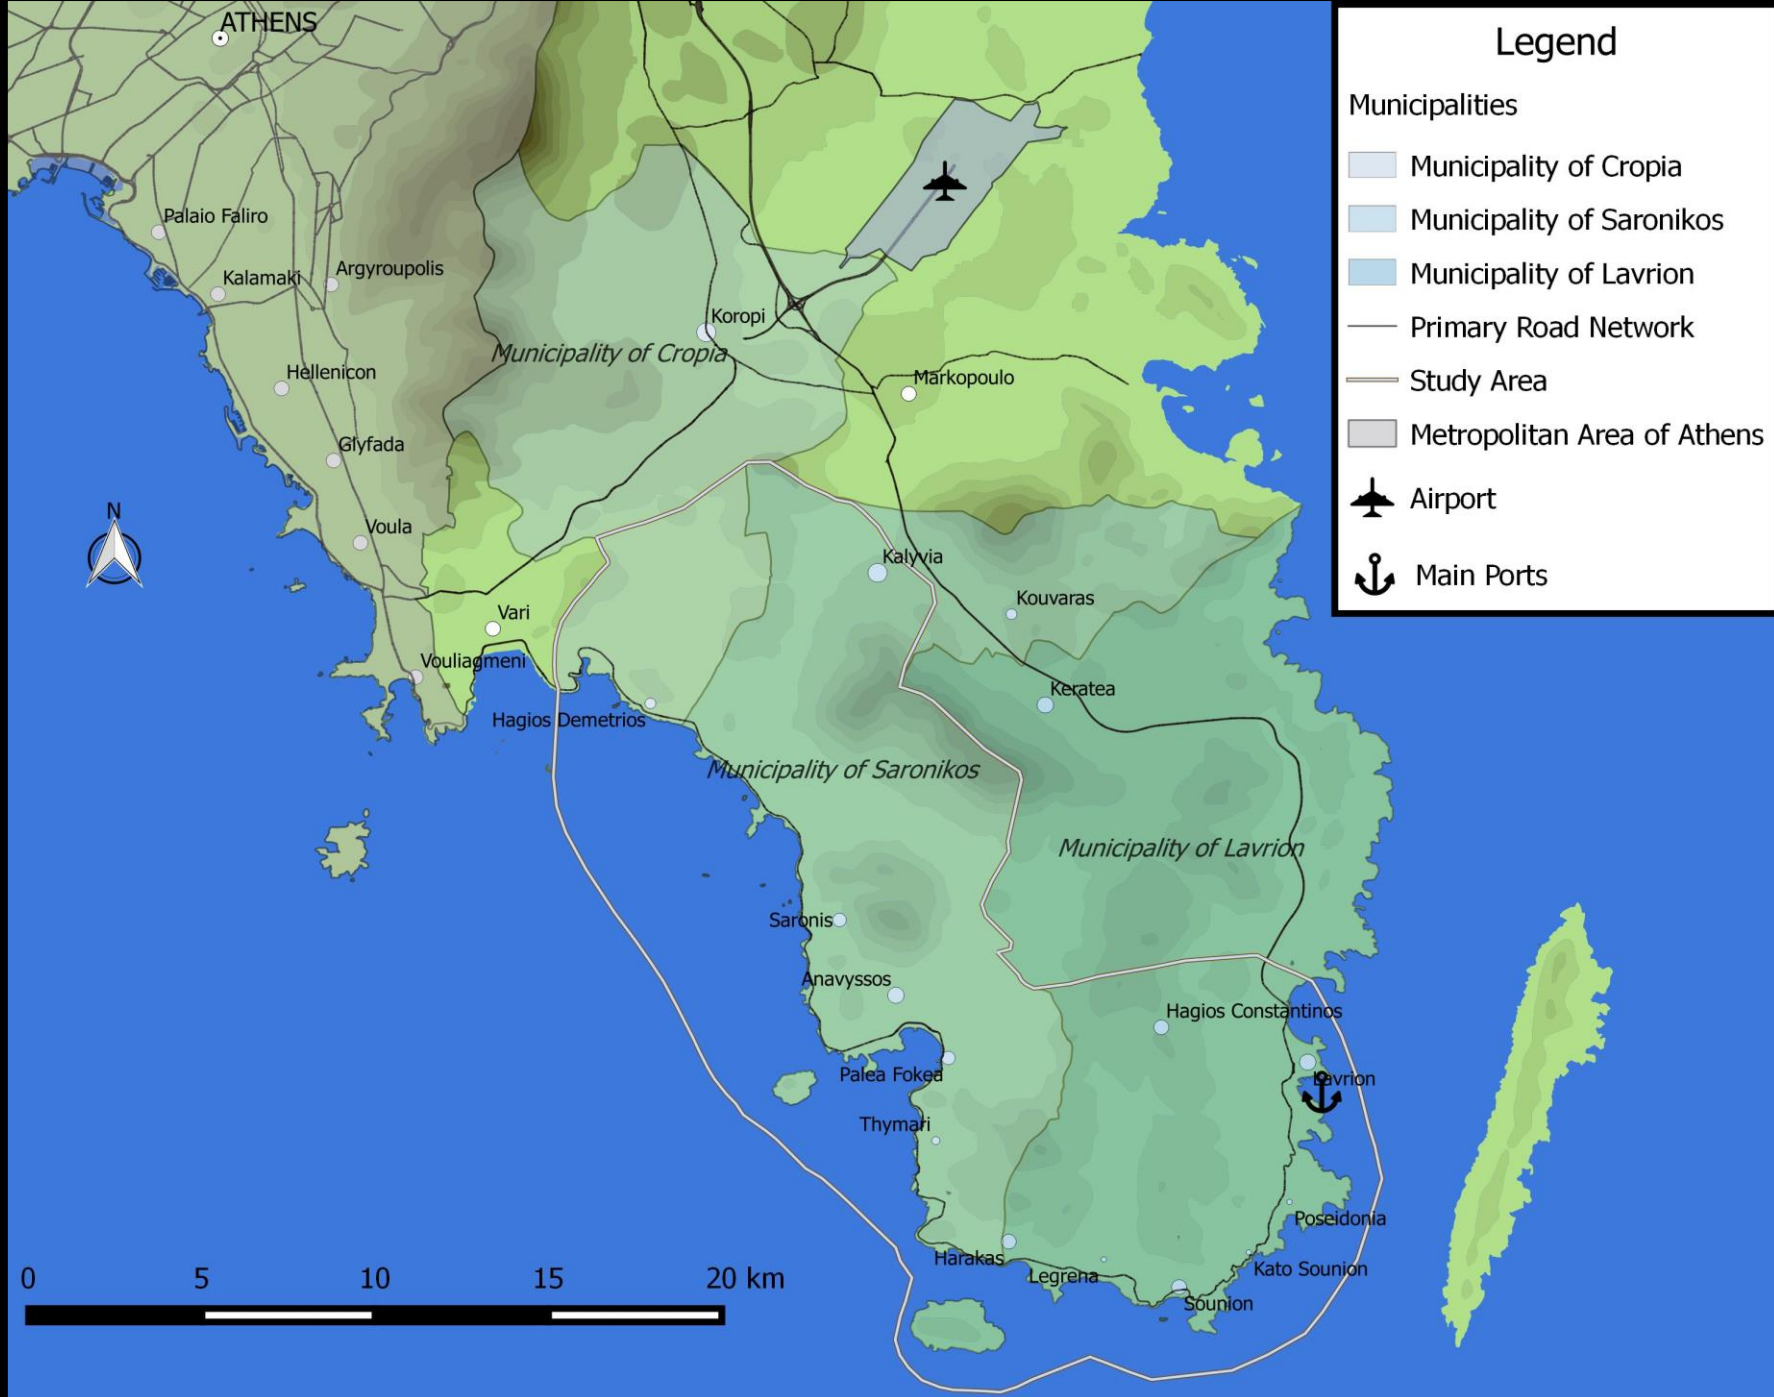 ATHENS
Legend
Municipalities
Municipality of Cropia
Municipality of Saronikos
Municipality of Lavrion
Primary Road Network
Study Area
Metropolitan Area of Athens
Airport
Main Ports
Palaio Faliro
Kalamaki
Argyroupolis
Koropi
Municipality of Cropia
Hellenicon
Markopoulo
Glyfada
N
Voula
Kalyvia
Vari
Kouvaras
Vouliagmeni
Keratea
Hagios Demetrios
Municipality of Saronikos
Municipality of Lavrion
Saronis
Anavyssos
Hagios Constantinos
Palea Fokea
Lavrion
Thymari
Poseidonia
Harakas
Legrena
Kato Sounion
Sounion
0 5 10 15 20 km